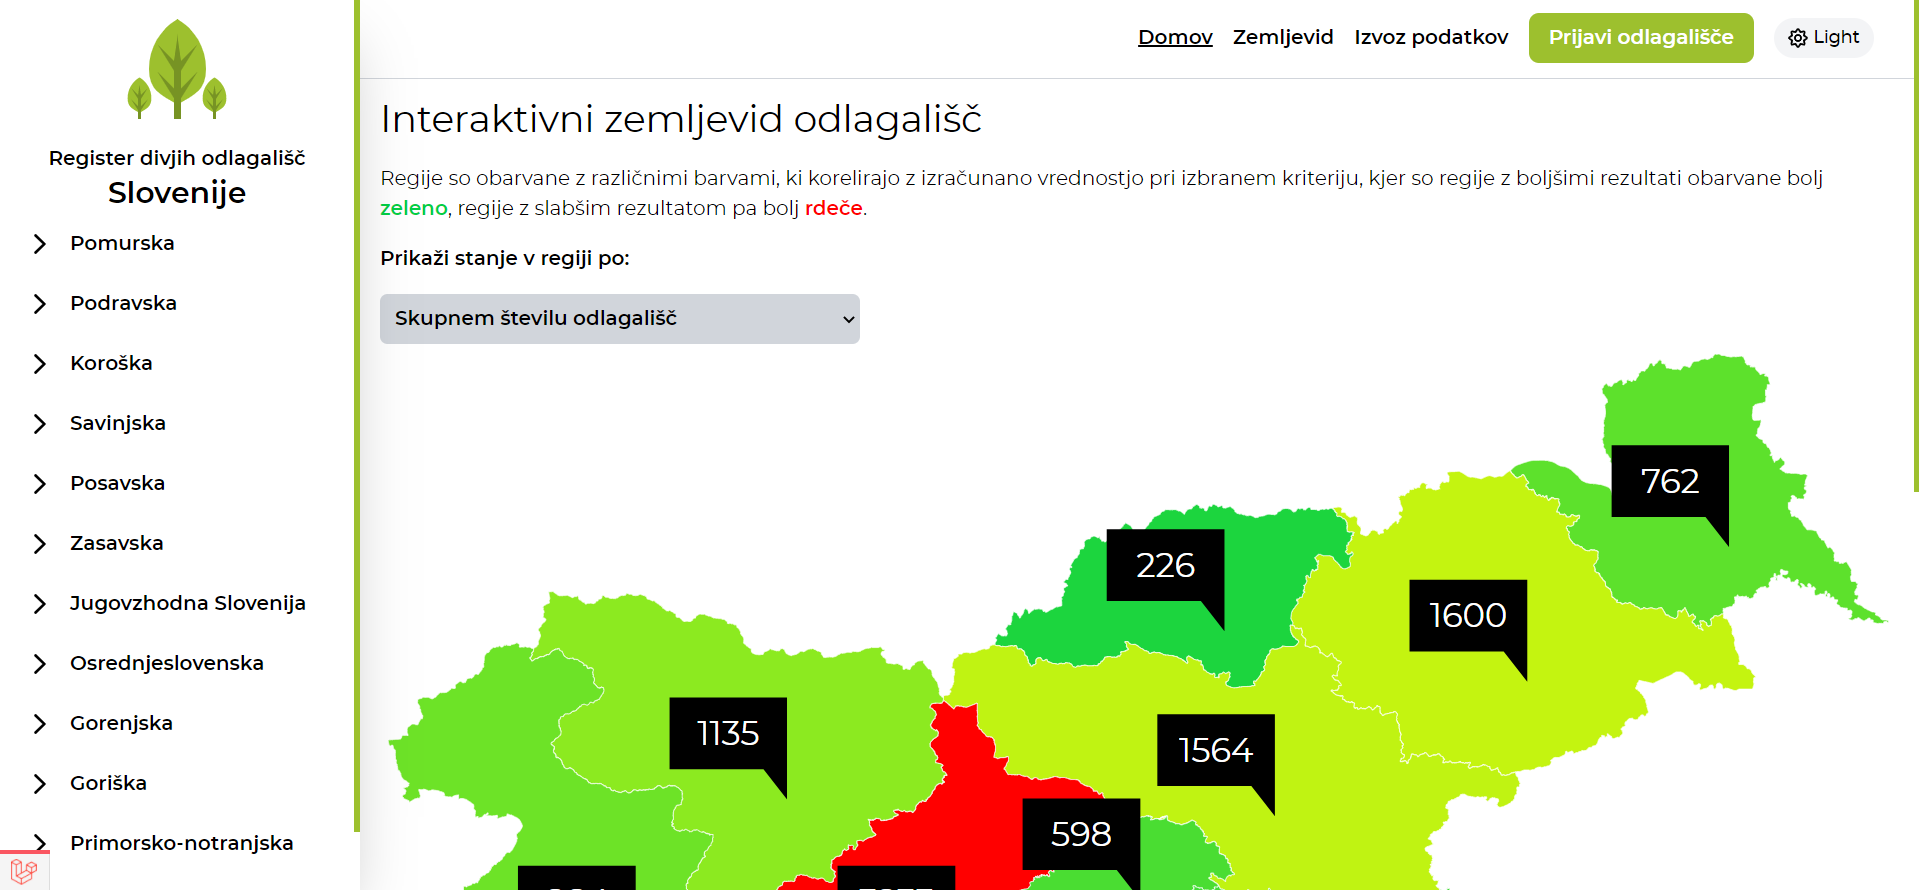 Domov Zemljevid Izvoz podatkov Prijavi odlagališče Light
Register divjih odlagališč
Slovenije
Pomurska
Podravska
Koroška
Savinjska
Posavska
Zasavska
Jugovzhodna Slovenija
Osrednjeslovenska
Gorenjska
Goriška
Primorsko-notranjska
Interaktivni zemljevid odlagališč
Regije so obarvane z različnimi barvami, ki korelirajo z izračunano vrednostjo pri izbranem kriteriju, kjer so regije z boljšimi rezultati obarvane bolj
zeleno, regije z slabšim rezultatom pa bolj rdeče.
Prikaži stanje v regiji po:
Skupnem številu odlagališč
762
226
1600
1135
1564
598